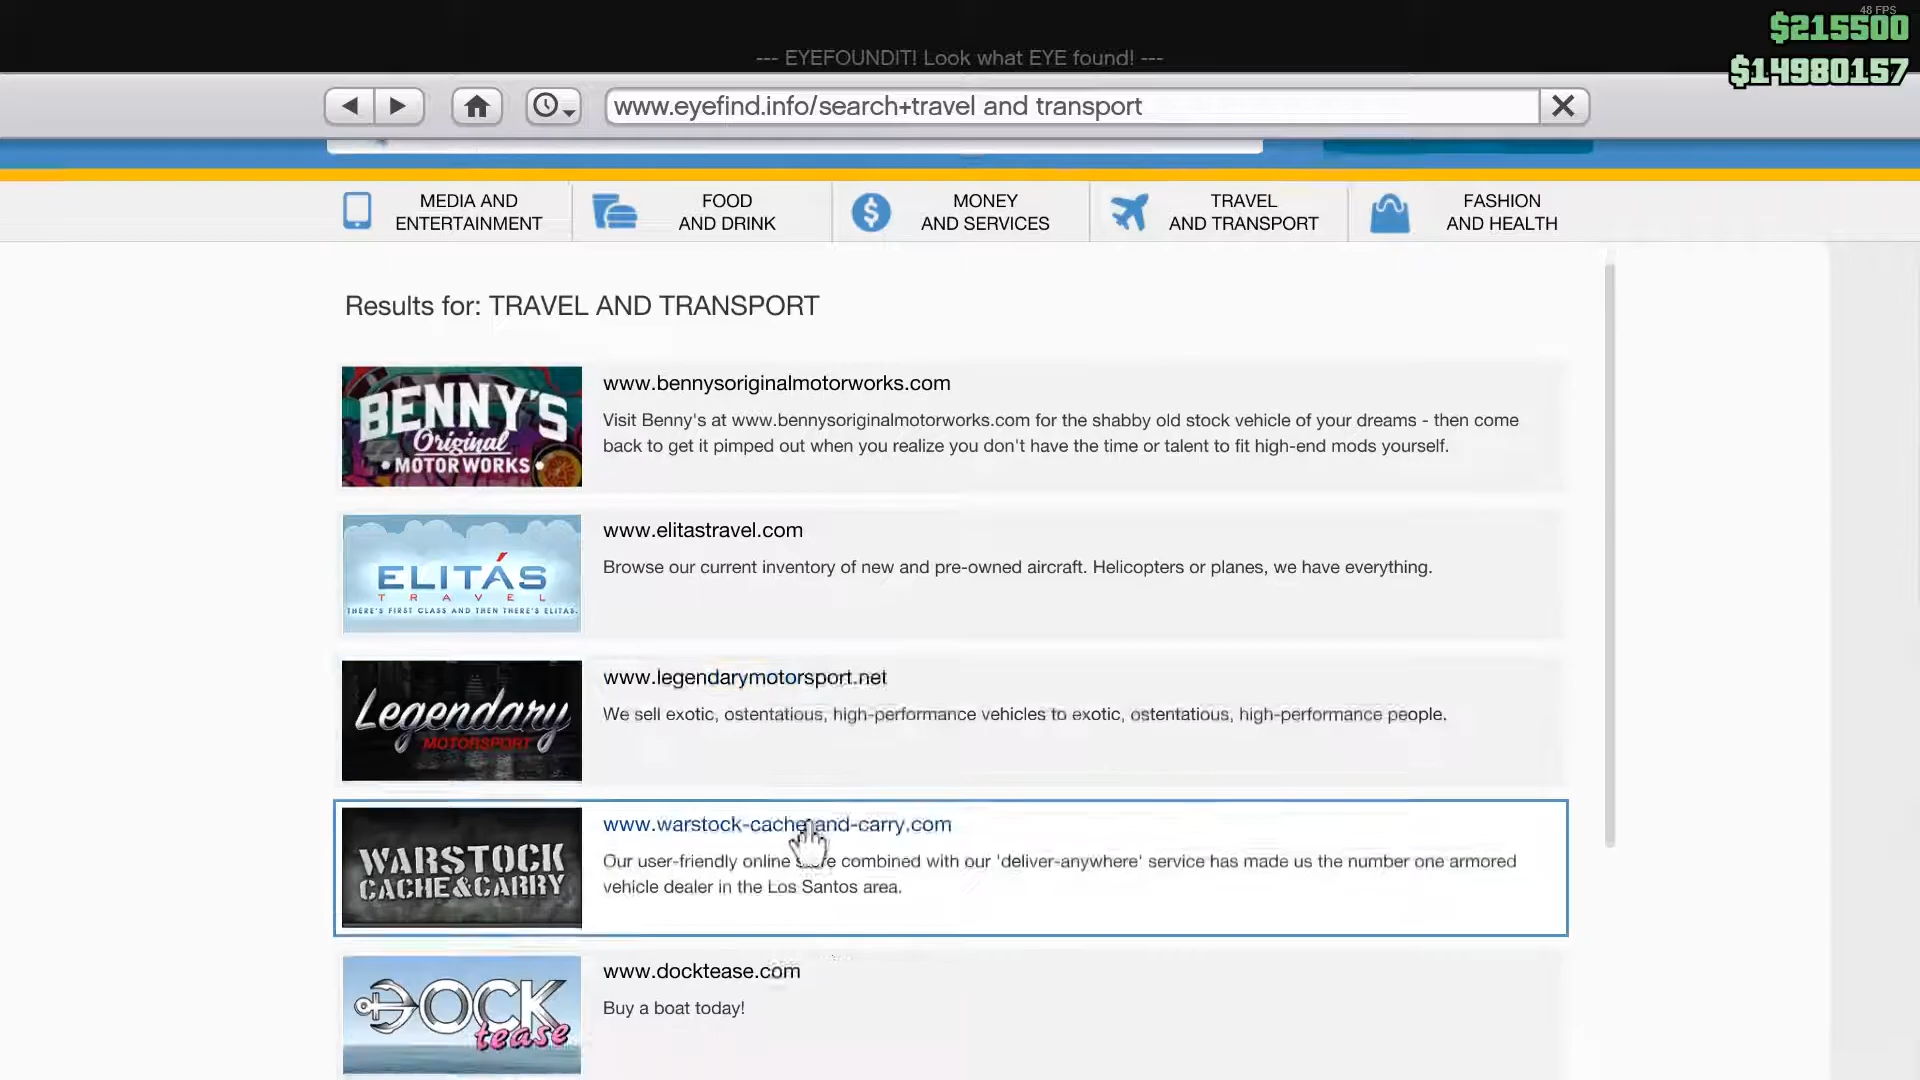 48 FPS
$215500
--- EYEFOUNDIT! Look what EYE found! ---
$14980157
www.eyefind.info/search+travel and transport
MEDIA AND
ENTERTAINMENT
FOOD
AND DRINK
MONEY
AND SERVICES
TRAVEL
AND TRANSPORT
FASHION
AND HEALTH
Results for: TRAVEL AND TRANSPORT
BENNY'S
Original
• MOTOR WORKS •
www.bennysoriginalmotorworks.com
Visit Benny's at www.bennysoriginalmotorworks.com for the shabby old stock vehicle of your dreams - then come
back to get it pimped out when you realize you don't have the time or talent to fit high-end mods yourself.
ELITÁS
TRAVEL
THERE'S FIRST CLASS AND THEN THERE'S ELITAS.
www.elitastravel.com
Browse our current inventory of new and pre-owned aircraft. Helicopters or planes, we have everything.
Legendary
MOTORSPORT
www.legendarymotorsport.net
We sell exotic, ostentatious, high-performance vehicles to exotic, ostentatious, high-performance people.
WARSTOCK
CACHE&CARRY
www.warstock-cache-and-carry.com
Our user-friendly online store combined with our 'deliver-anywhere' service has made us the number one armored
vehicle dealer in the Los Santos area.
DOCK
tease
www.docktease.com
Buy a boat today!